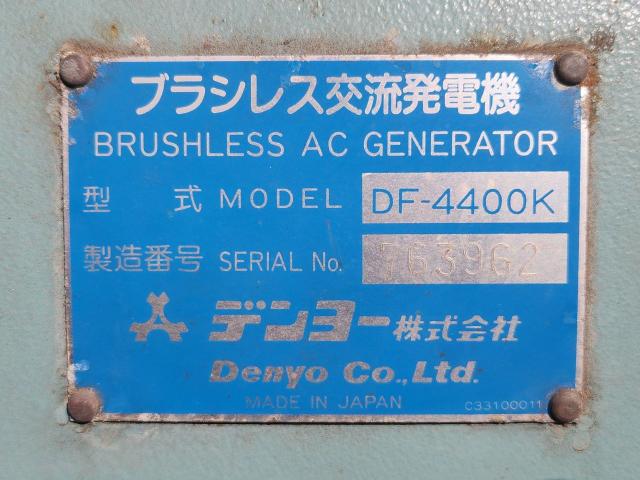 ブラシレス交流発電機
BRUSHLESS AC GENERATOR
型 式 MODEL DF-4400K
製造番号 SERIAL No. 7639G2
デンヨー株式会社
Denyo Co.,Ltd.
MADE IN JAPAN C33100011